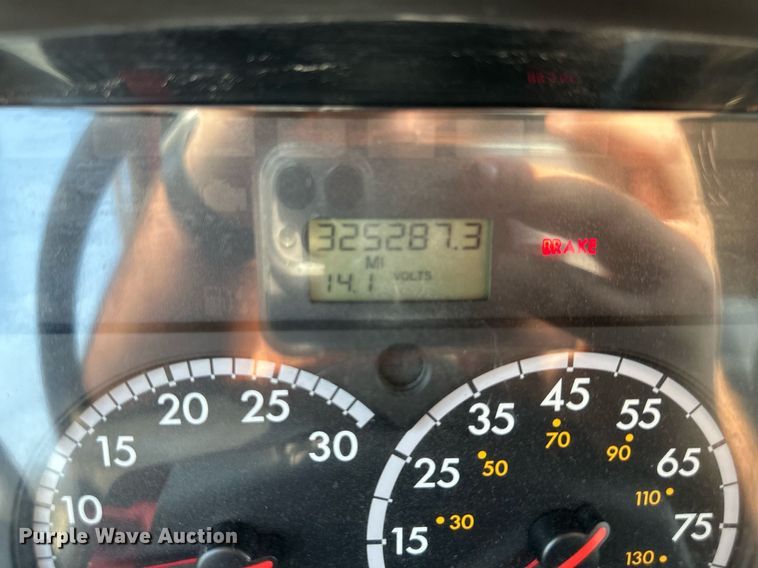 325287.3
MI
14.1 VOLTS
BRAKE
10 15 20 25 30
15 25 35 45 55 65 75
30 50 70 90 110 130
Purple Wave Auction